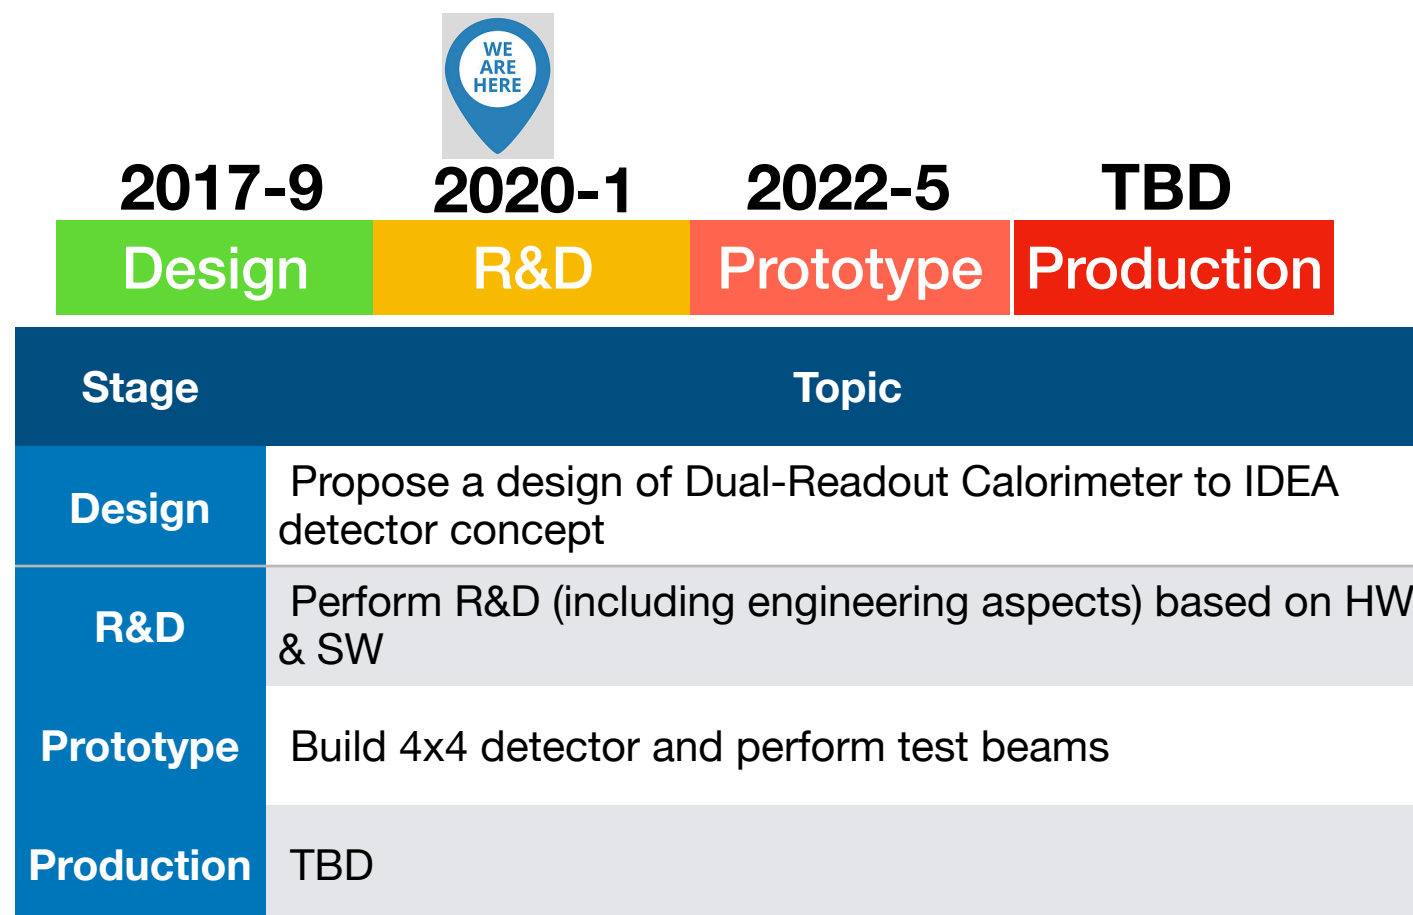 WE
ARE
HERE
2017-9 2020-1 2022-5 TBD
Design R&D Prototype Production
Stage Topic
Design Propose a design of Dual-Readout Calorimeter to IDEA
detector concept
R&D Perform R&D (including engineering aspects) based on HW
& SW
Prototype Build 4x4 detector and perform test beams
Production TBD